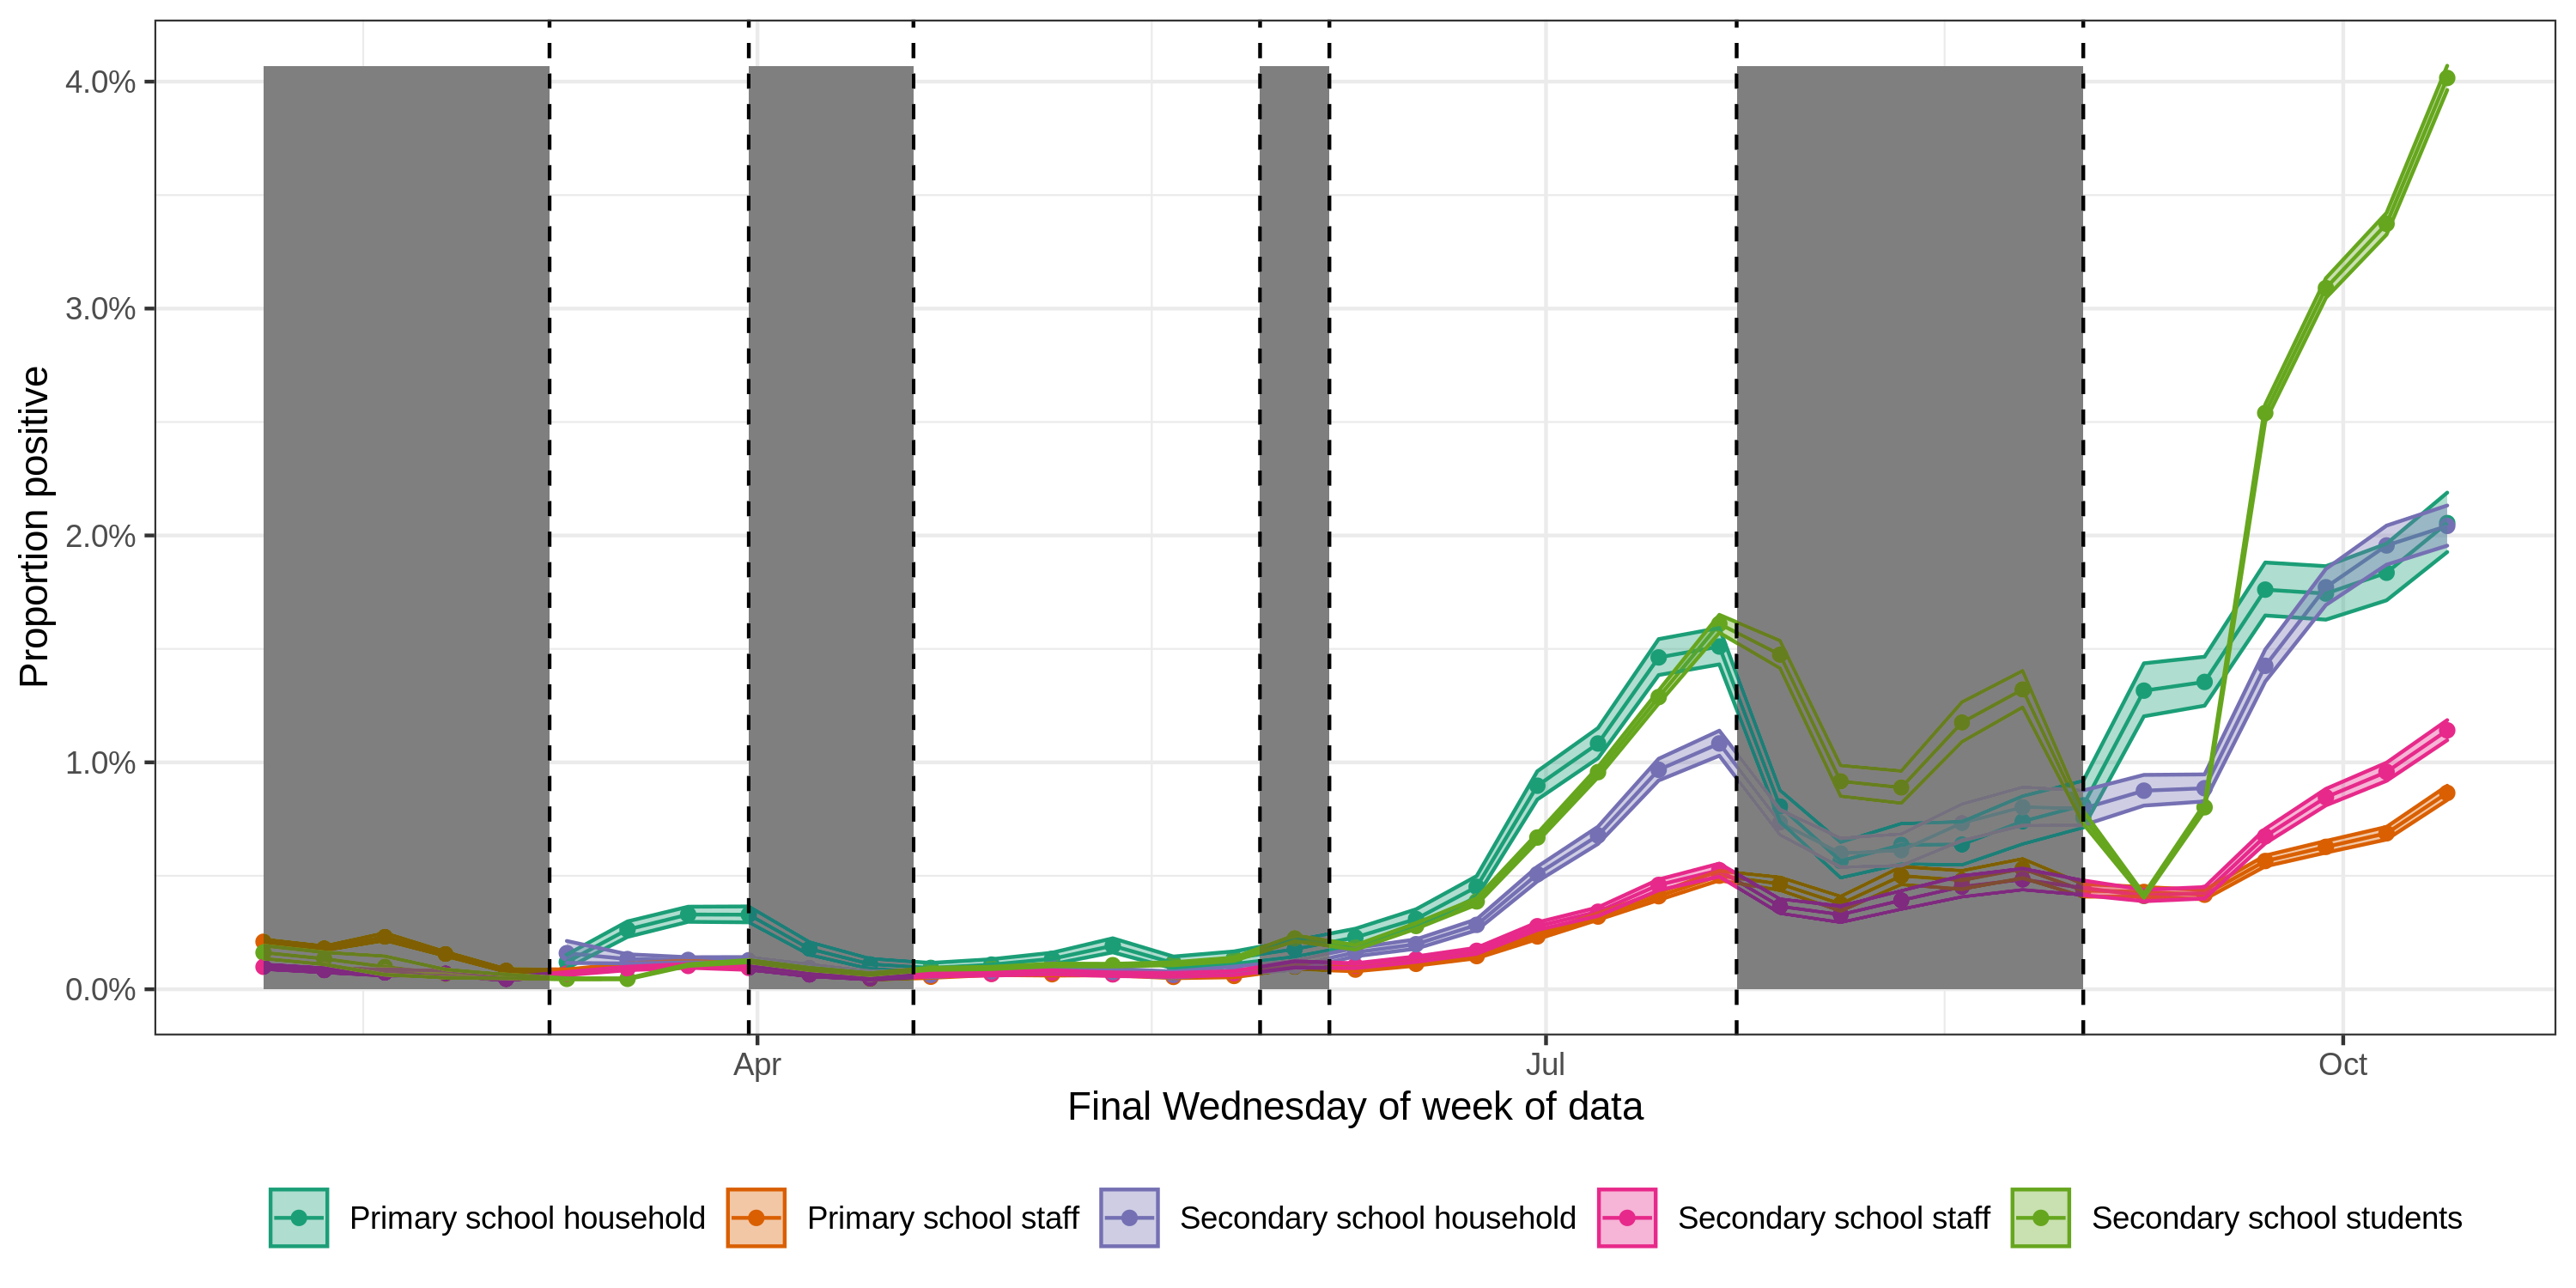 4.0%
3.0%
2.0%
1.0%
0.0%
Proportion positive
Apr Jul Oct
Final Wednesday of week of data
Primary school household Primary school staff Secondary school household Secondary school staff Secondary school students